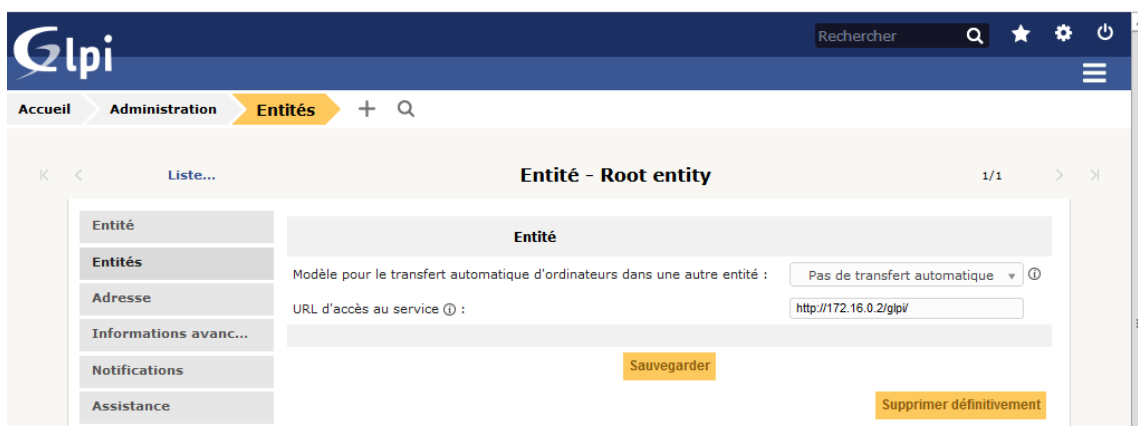 Glpi
Rechercher
Accueil Administration Entités
Liste... Entité - Root entity 1/1
Entité
Entités
Adresse
Informations avanc...
Notifications
Assistance
Entité
Modèle pour le transfert automatique d'ordinateurs dans une autre entité : Pas de transfert automatique
URL d'accès au service : http://172.16.0.2/glpi/
Sauvegarder
Supprimer définitivement